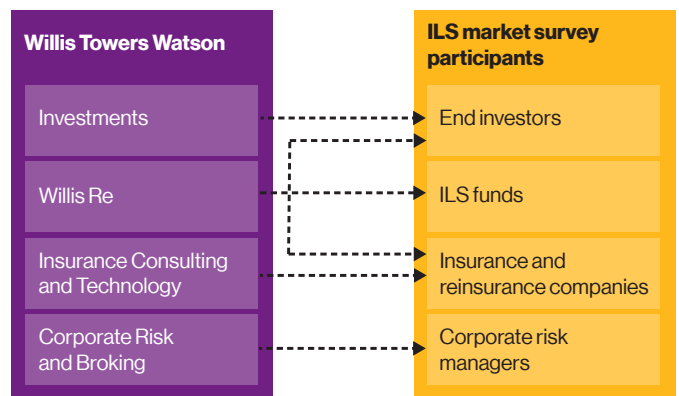 Willis Towers Watson
Investments
Willis Re
Insurance Consulting
and Technology
Corporate Risk
and Broking
ILS market survey
participants
End investors
ILS funds
Insurance and
reinsurance companies
Corporate risk
managers